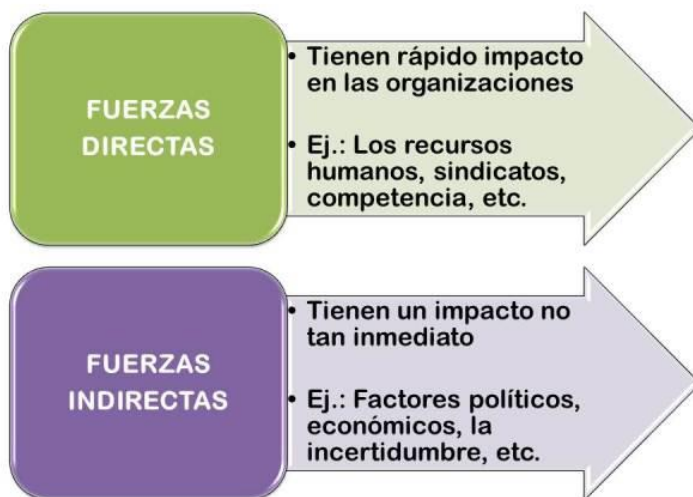 FUERZAS
DIRECTAS
• Tienen rápido impacto
en las organizaciones
• Ej.: Los recursos
humanos, sindicatos,
competencia, etc.
FUERZAS
INDIRECTAS
• Tienen un impacto no
tan inmediato
• Ej.: Factores políticos,
económicos, la
incertidumbre, etc.